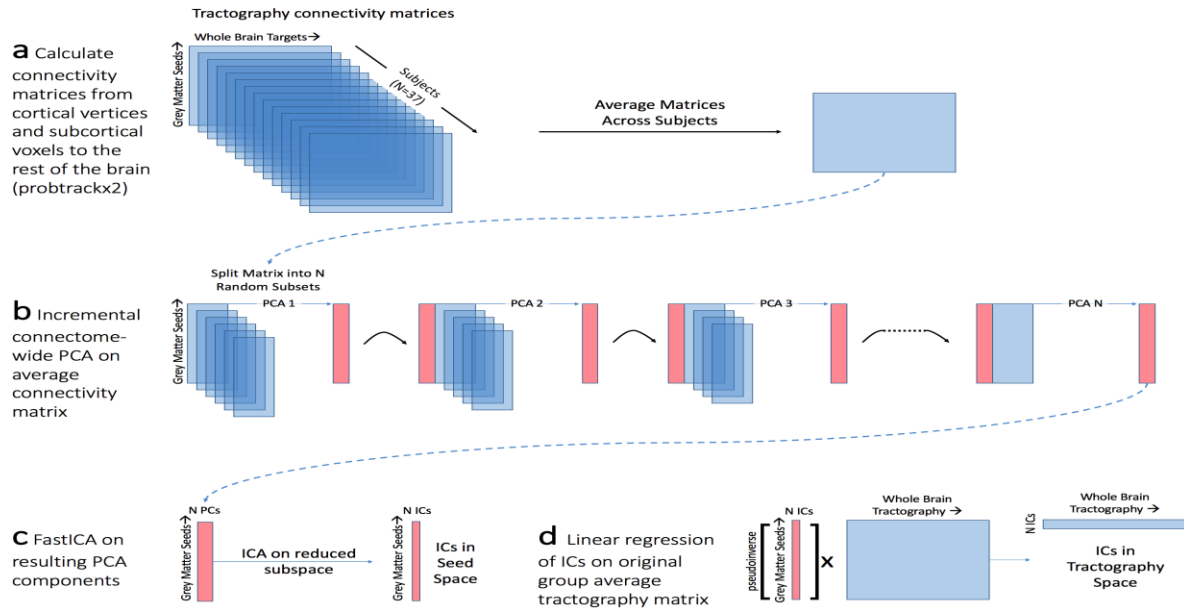 Tractography connectivity matrices
a Calculate
connectivity
matrices from
cortical vertices
and subcortical
voxels to the
rest of the brain
(probtrackx2)
Whole Brain Targets→
Grey Matter Seeds→
Subjects
(N=37)
Average Matrices
Across Subjects
b Incremental
connectome-
wide PCA on
average
connectivity
matrix
Split Matrix into N
Random Subsets
Grey Matter Seeds→
PCA 1
PCA 2
PCA 3
PCA N
c FastICA on
resulting PCA
components
N PCs
Grey Matter Seeds→
ICA on reduced
subspace
N ICs
Grey Matter Seeds→
ICs in
Seed
Space
d Linear regression
of ICs on original
group average
tractography matrix
pseudoinverse
N ICs
Grey Matter Seeds→
X
Whole Brain
Tractography →
Whole Brain
Tractography →
N ICs
ICs in
Tractography
Space